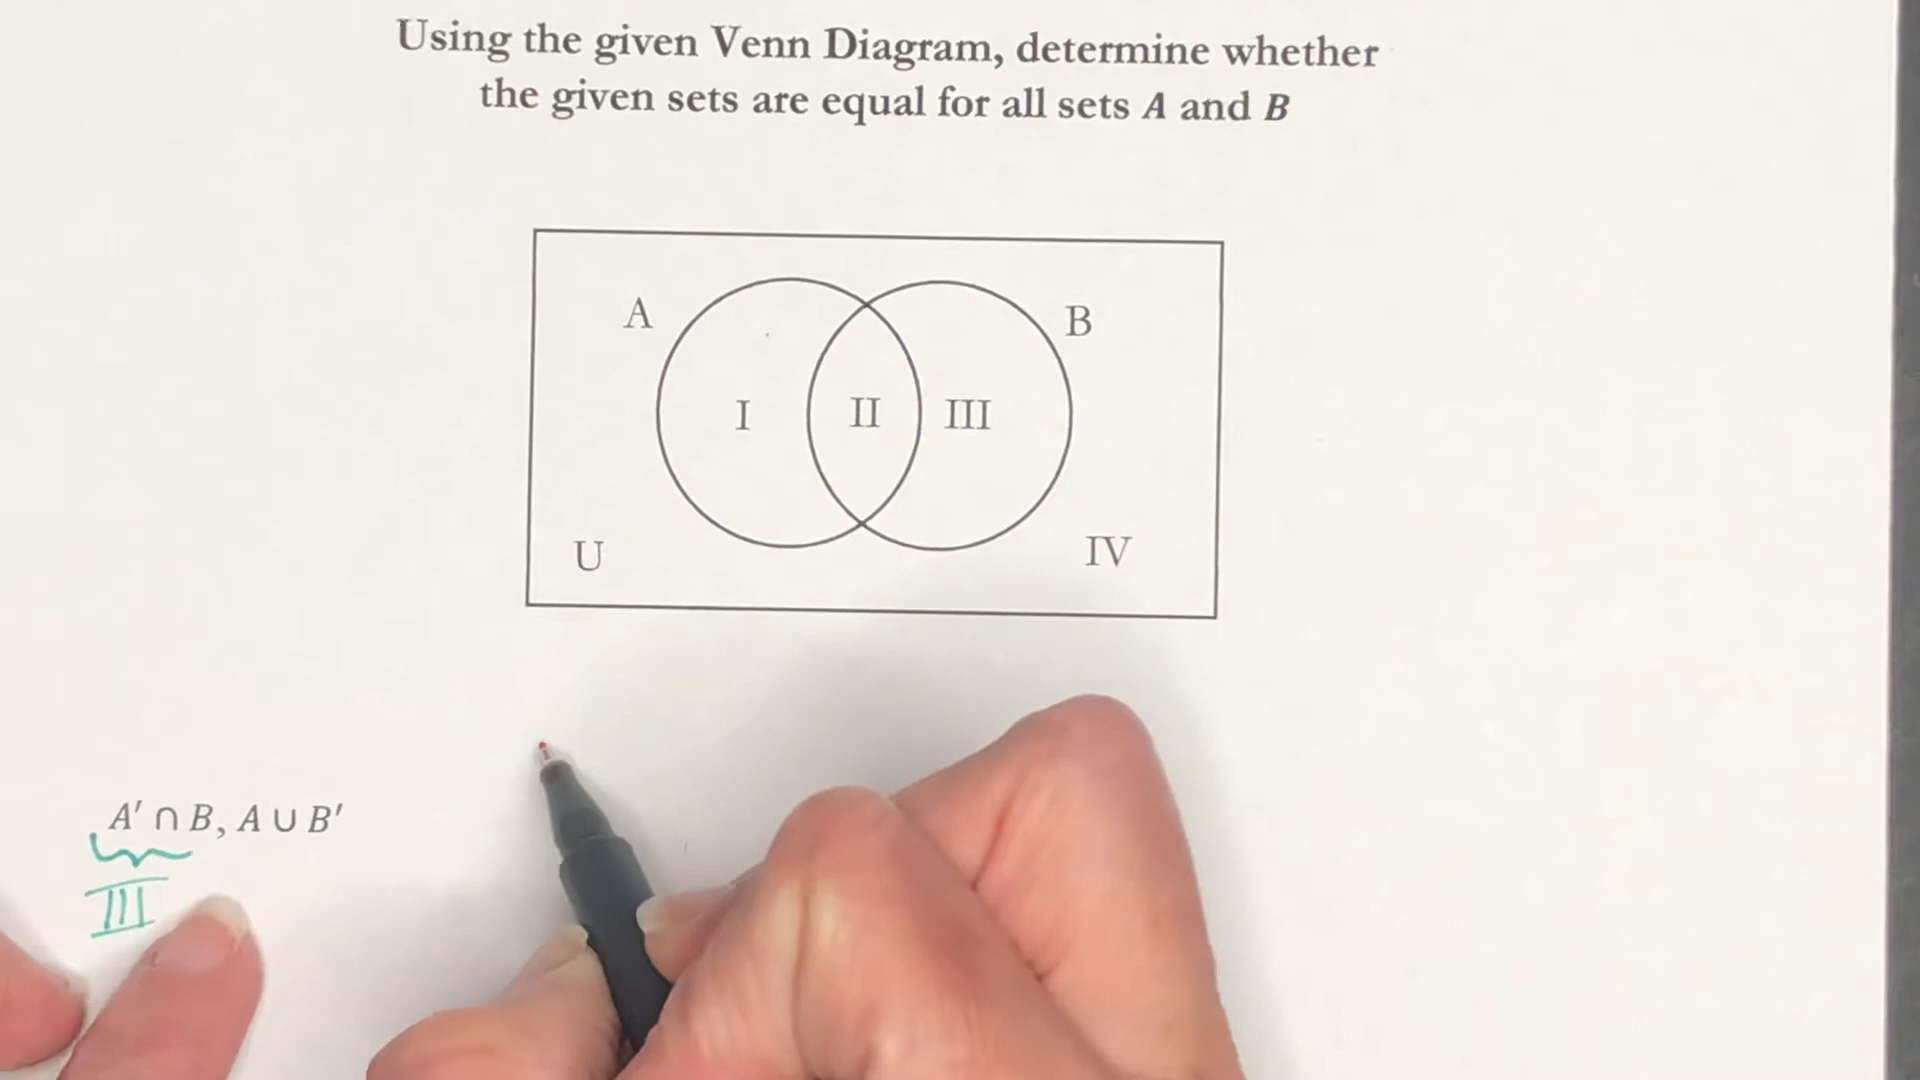 Using the given Venn Diagram, determine whether
the given sets are equal for all sets A and B
A
B
I
II
III
U
IV
A′ ∩ B, A ∪ B′
III